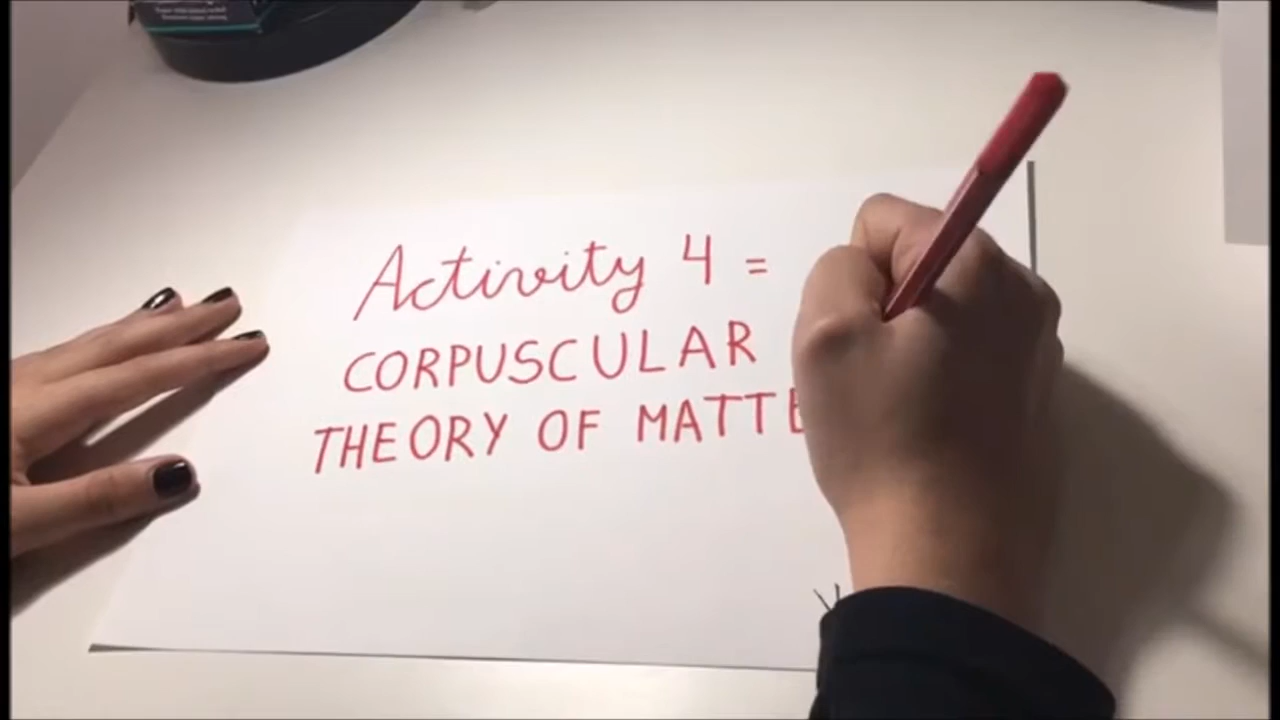 Activity 4 =
CORPUSCULAR
THEORY OF MATTE